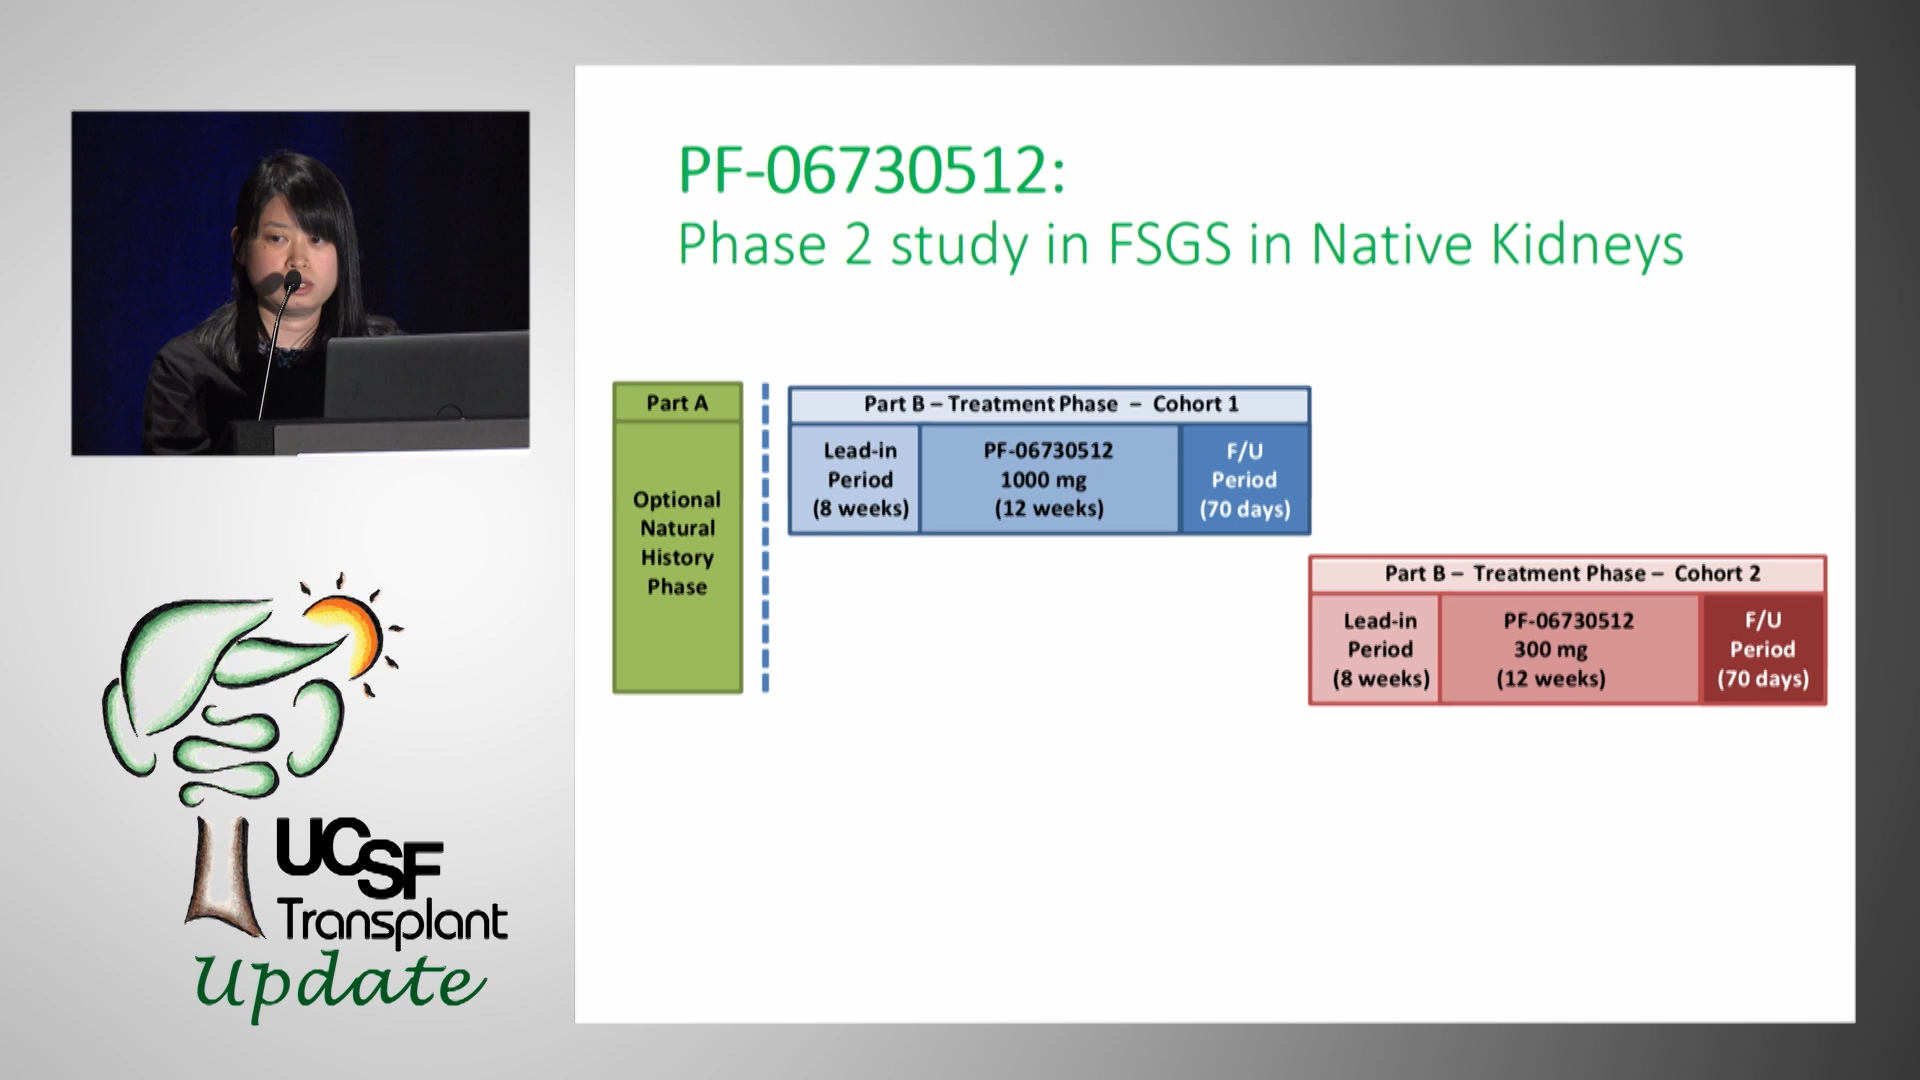 PF-06730512:
Phase 2 study in FSGS in Native Kidneys
Part A
Optional
Natural
History
Phase
Part B – Treatment Phase – Cohort 1
Lead-in
Period
(8 weeks)
PF-06730512
1000 mg
(12 weeks)
F/U
Period
(70 days)
Part B – Treatment Phase – Cohort 2
Lead-in
Period
(8 weeks)
PF-06730512
300 mg
(12 weeks)
F/U
Period
(70 days)
UCSF
Transplant
Update